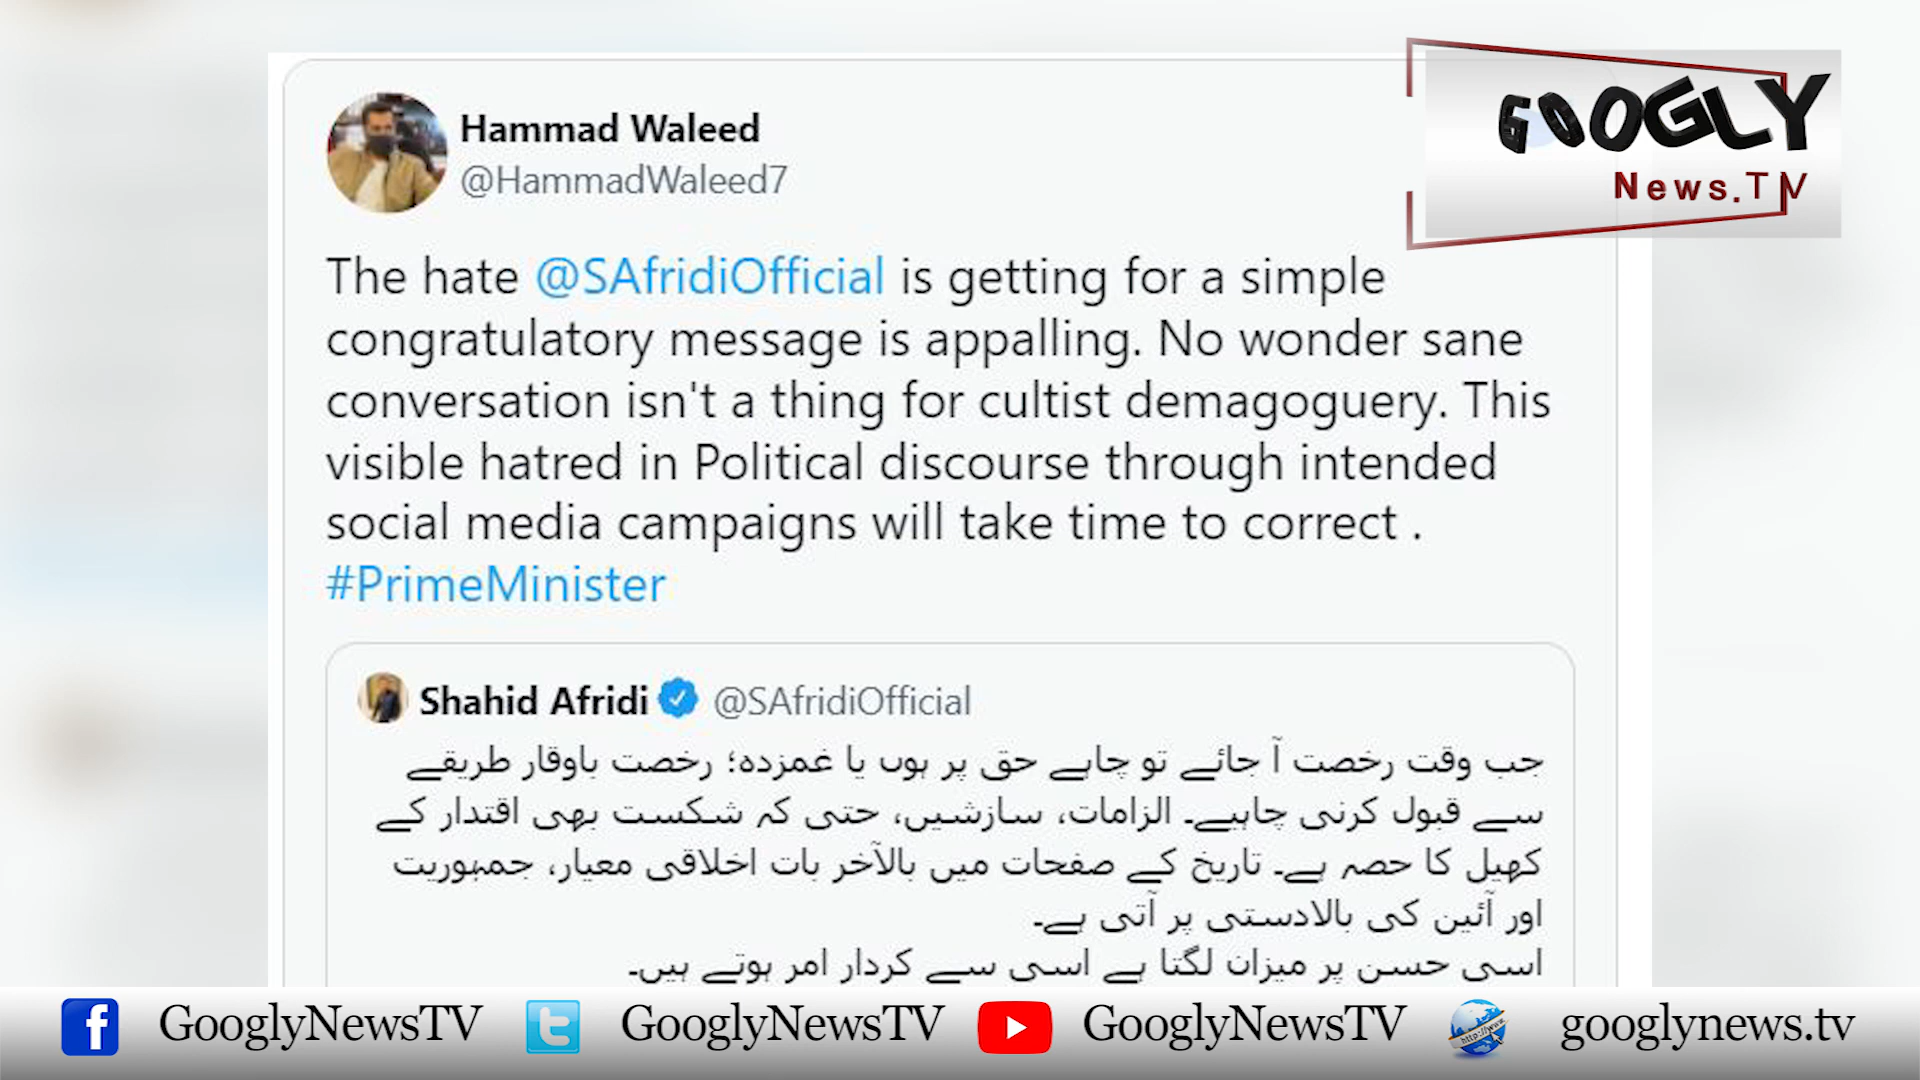 GOOGLY
News.TV
Hammad Waleed
@HammadWaleed7
The hate @SAfridiOfficial is getting for a simple
congratulatory message is appalling. No wonder sane
conversation isn't a thing for cultist demagoguery. This
visible hatred in Political discourse through intended
social media campaigns will take time to correct .
#PrimeMinister
Shahid Afridi @SAfridiOfficial
جب وقت رخصت آ جائے تو چاہے حق پر ہوں یا غمزدہ؛ رخصت باوقار طریقے
سے قبول کرنی چاہیے۔ الزامات، سازشیں، حتی کہ شکست بھی اقتدار کے
کھیل کا حصہ ہے۔ تاریخ کے صفحات میں بالآخر بات اخلاقی معیار، جمہوریت
اور آئین کی بالادستی پر آتی ہے۔
اسی حسن پر میزان لگتا ہے اسی سے کردار امر ہوتے ہیں۔
GooglyNewsTV GooglyNewsTV GooglyNewsTV http://www. googlynews.tv